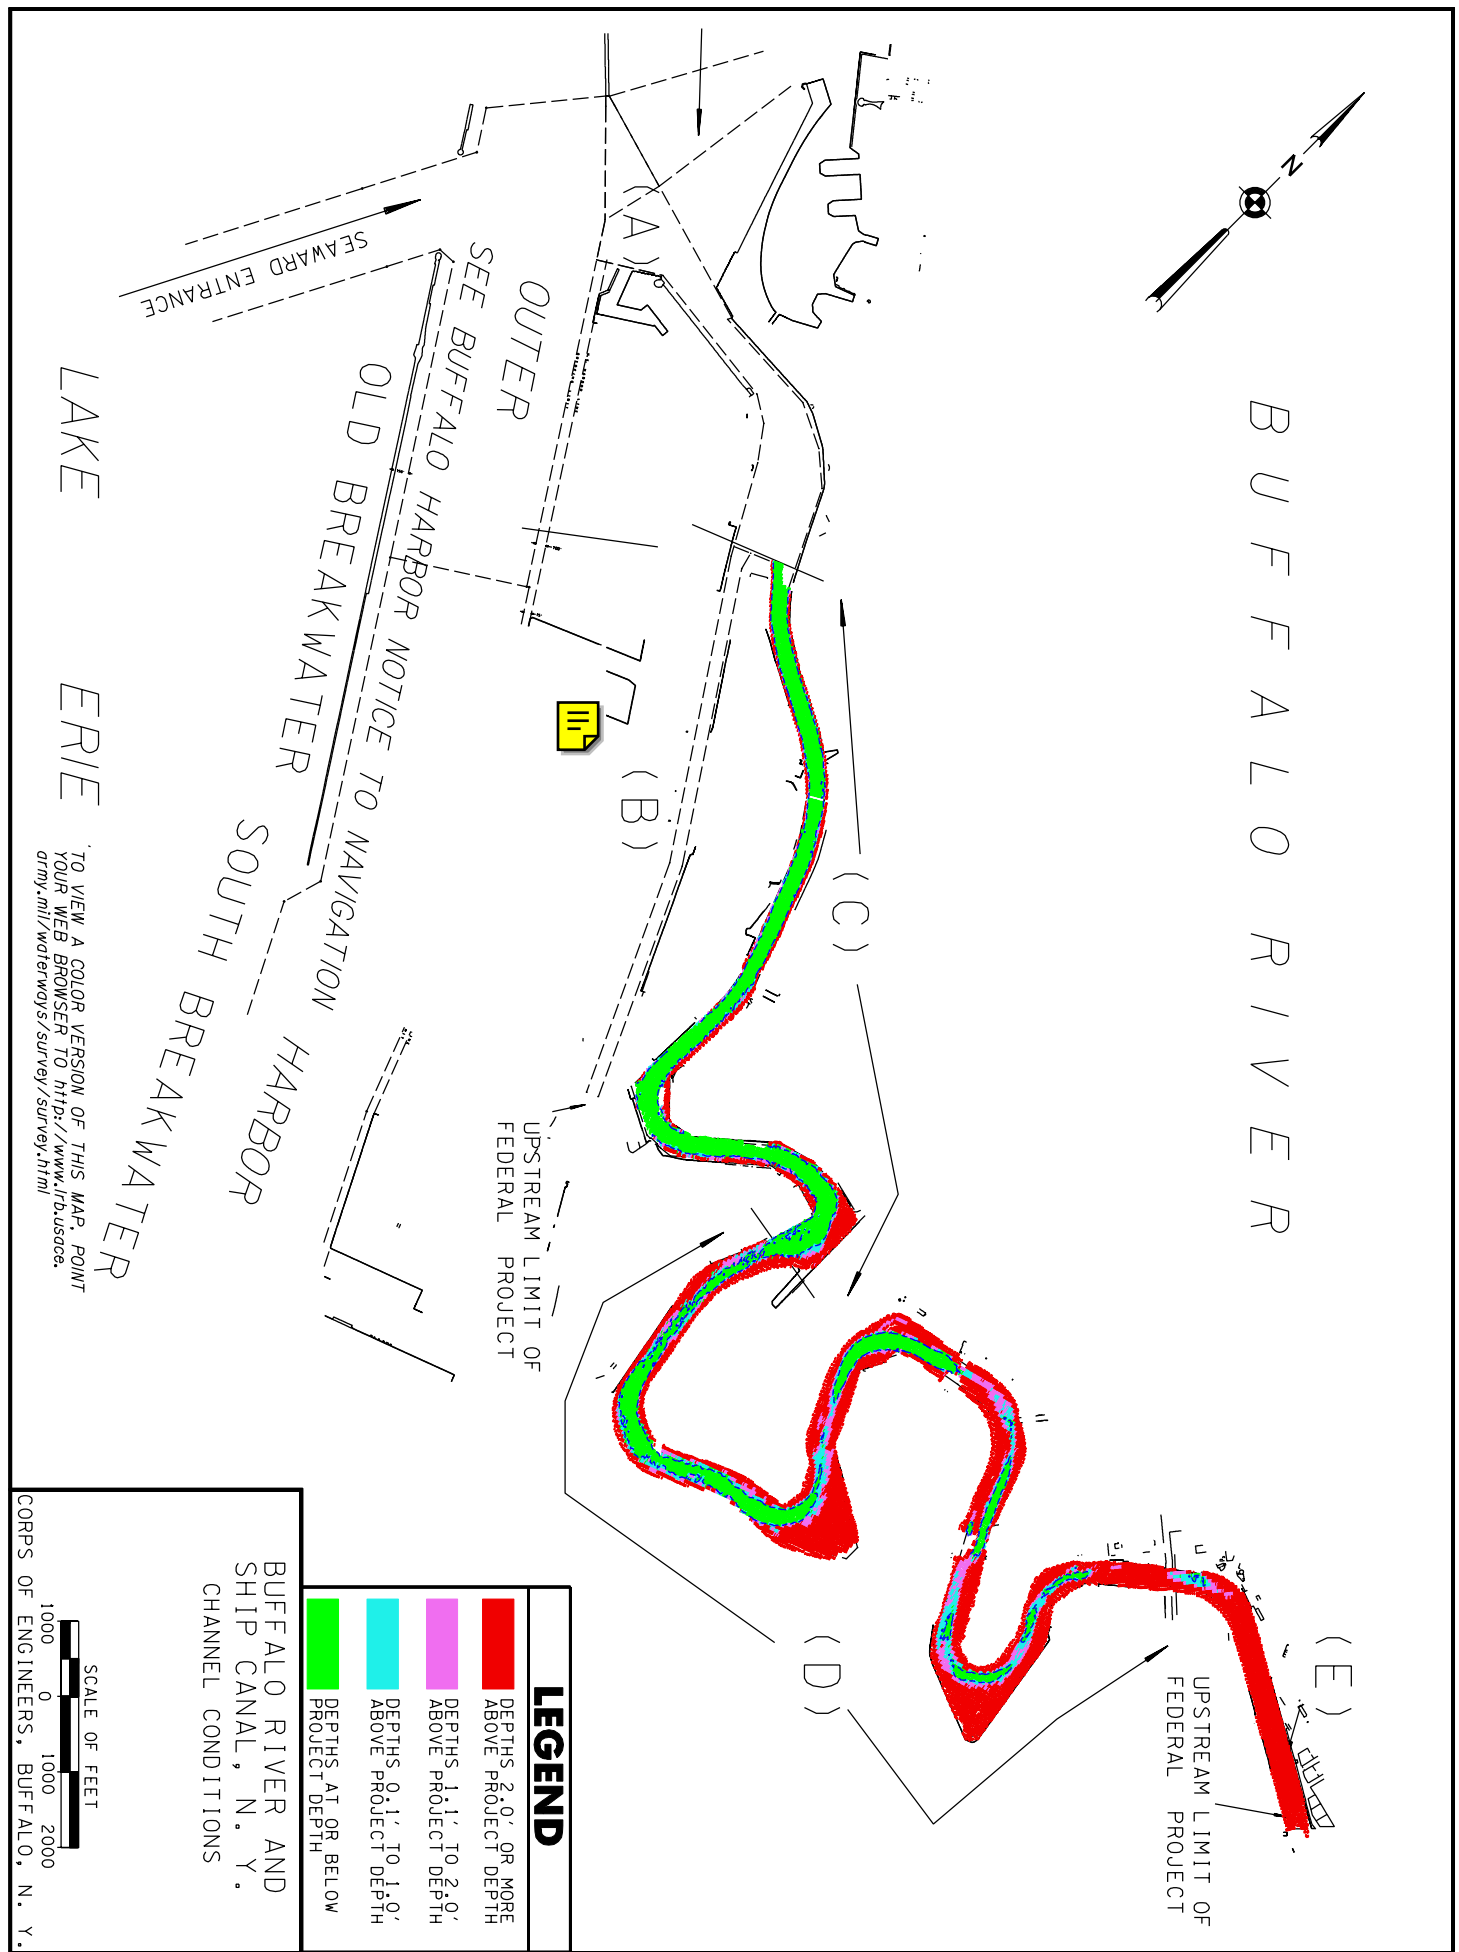 BUFFALO RIVER
N
(A)
(B)
(C)
(D)
(E)
SEAWARD ENTRANCE
OUTER
HARBOR
SEE BUFFALO HARBOR NOTICE TO NAVIGATION
OLD BREAKWATER
SOUTH BREAKWATER
LAKE ERIE
UPSTREAM LIMIT OF
FEDERAL PROJECT
UPSTREAM LIMIT OF
FEDERAL PROJECT
TO VIEW A COLOR VERSION OF THIS MAP, POINT
YOUR WEB BROWSER TO http://www.lrb.usace.
army.mil/waterways/survey/survey.html
LEGEND
DEPTHS 2.0' OR MORE
ABOVE PROJECT DEPTH
DEPTHS 1.1' TO 2.0'
ABOVE PROJECT DEPTH
DEPTHS 0.1' TO 1.0'
ABOVE PROJECT DEPTH
DEPTHS AT OR BELOW
PROJECT DEPTH
BUFFALO RIVER AND
SHIP CANAL, N. Y.
CHANNEL CONDITIONS
SCALE OF FEET
1000 0 1000 2000
CORPS OF ENGINEERS, BUFFALO, N. Y.